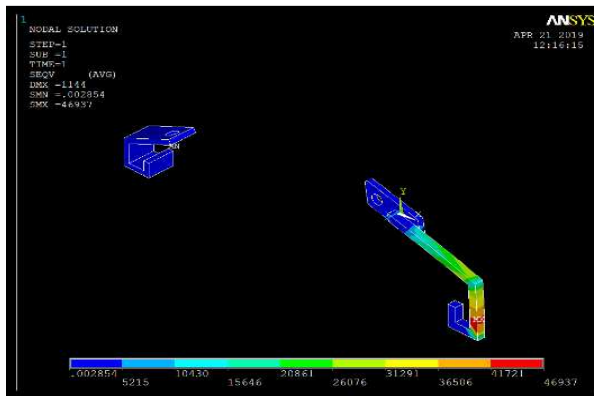 1
NODAL SOLUTION
STEP=1
SUB =1
TIME=1
SEQV (AVG)
DMX =1144
SMN =.002854
SMX =46937
ANSYS
APR 21 2019
12:16:15
MN
Y
MX
.002854 10430 20861 31291 41721
5215 15646 26076 36506 46937